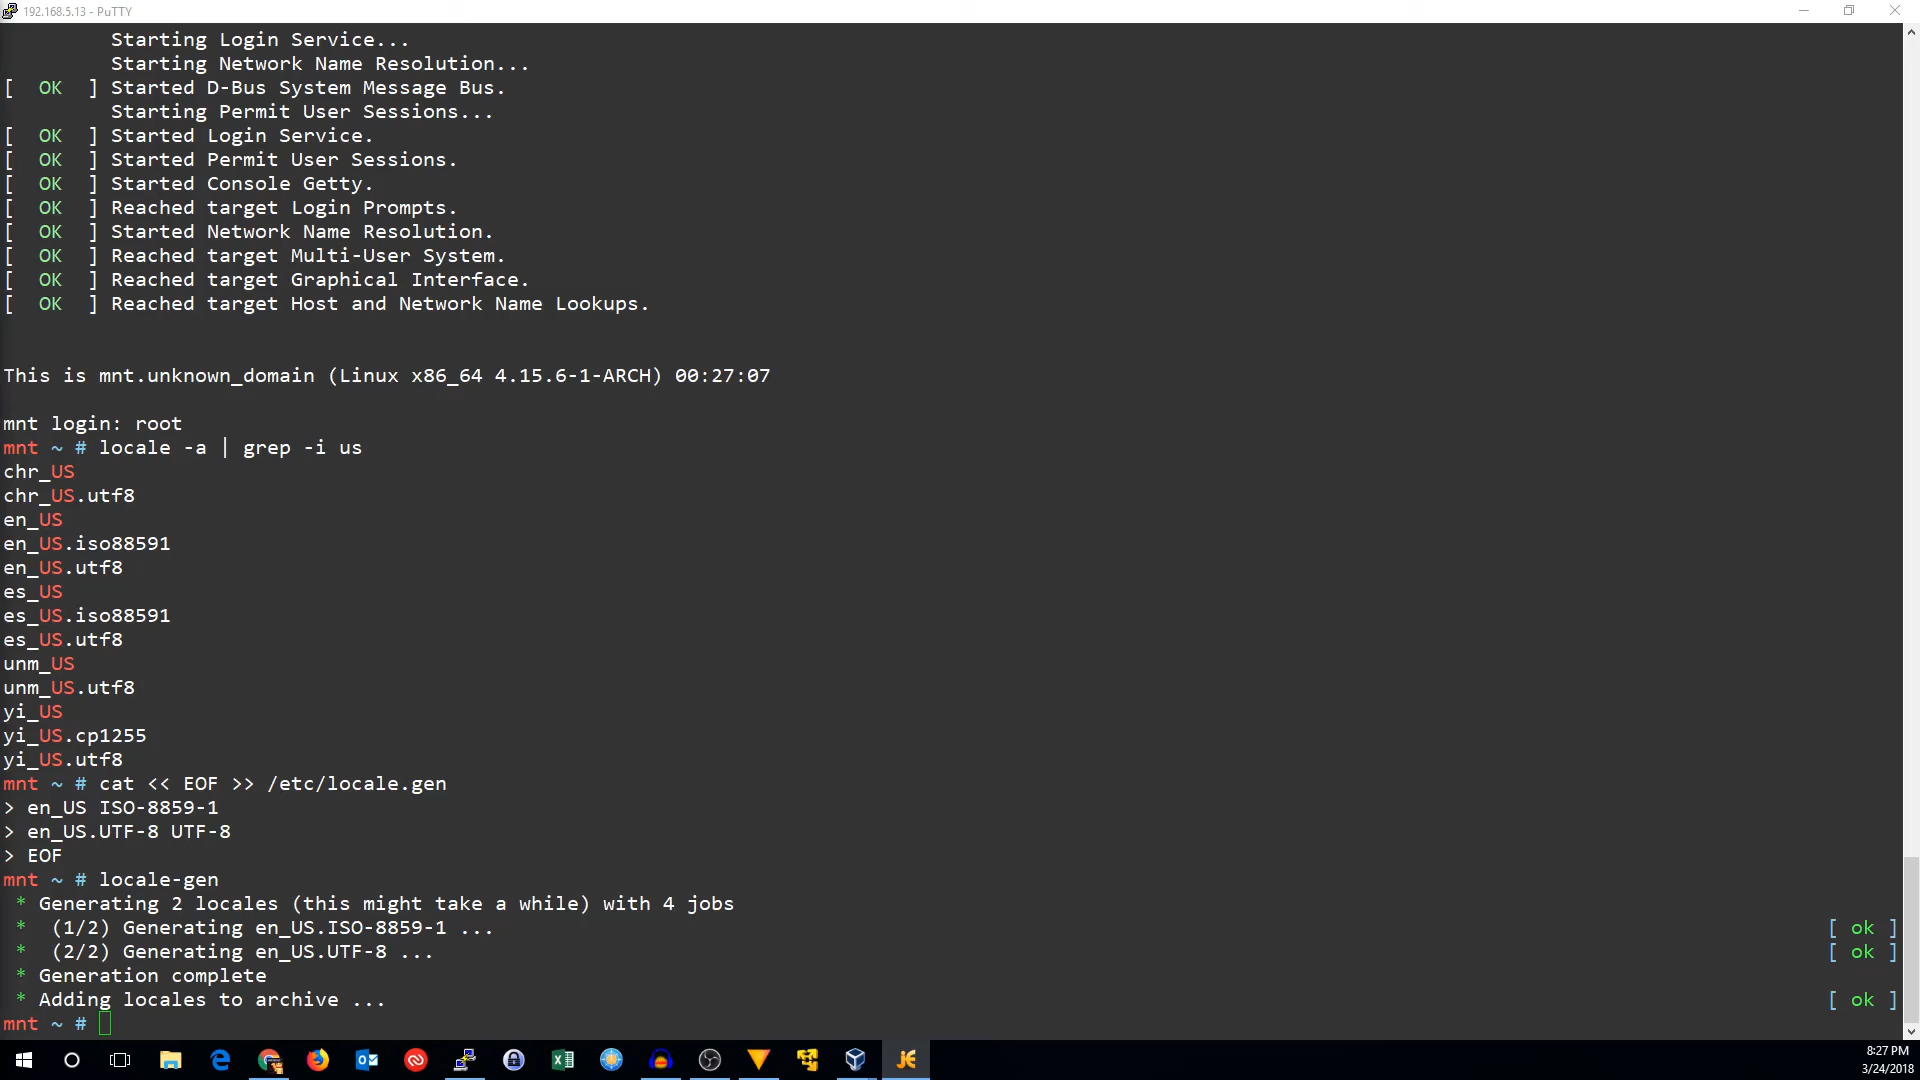 192.168.5.13 - PuTTY
Starting Login Service...
Starting Network Name Resolution...
[  OK  ] Started D-Bus System Message Bus.
Starting Permit User Sessions...
[  OK  ] Started Login Service.
[  OK  ] Started Permit User Sessions.
[  OK  ] Started Console Getty.
[  OK  ] Reached target Login Prompts.
[  OK  ] Started Network Name Resolution.
[  OK  ] Reached target Multi-User System.
[  OK  ] Reached target Graphical Interface.
[  OK  ] Reached target Host and Network Name Lookups.
This is mnt.unknown_domain (Linux x86_64 4.15.6-1-ARCH) 00:27:07
mnt login: root
mnt ~ # locale -a | grep -i us
chr_US
chr_US.utf8
en_US
en_US.iso88591
en_US.utf8
es_US
es_US.iso88591
es_US.utf8
unm_US
unm_US.utf8
yi_US
yi_US.cp1255
yi_US.utf8
mnt ~ # cat << EOF >> /etc/locale.gen
> en_US ISO-8859-1
> en_US.UTF-8 UTF-8
> EOF
mnt ~ # locale-gen
* Generating 2 locales (this might take a while) with 4 jobs
*  (1/2) Generating en_US.ISO-8859-1 ... [ ok ]
*  (2/2) Generating en_US.UTF-8 ... [ ok ]
* Generation complete
* Adding locales to archive ... [ ok ]
mnt ~ #
8:27 PM
3/24/2018